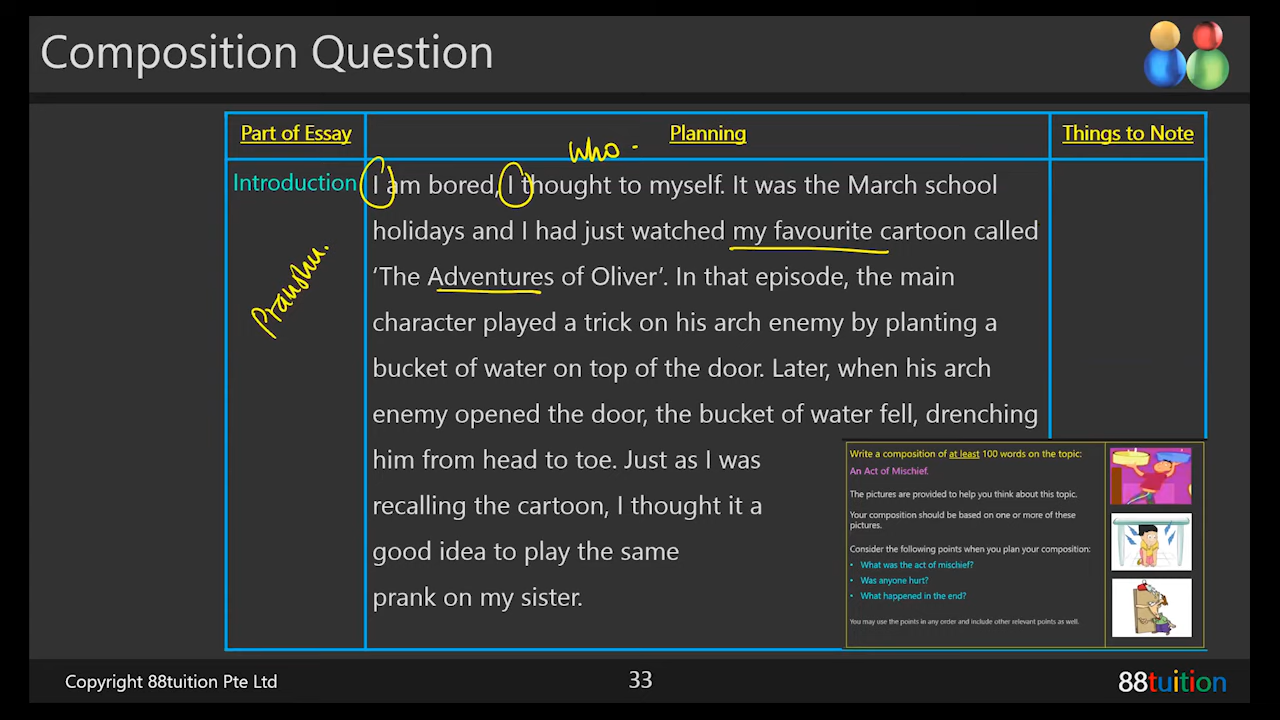 Composition Question
Part of Essay
Planning
Things to Note
who -
Introduction
I am bored, I thought to myself. It was the March school
holidays and I had just watched my favourite cartoon called
‘The Adventures of Oliver’. In that episode, the main
character played a trick on his arch enemy by planting a
bucket of water on top of the door. Later, when his arch
enemy opened the door, the bucket of water fell, drenching
him from head to toe. Just as I was
recalling the cartoon, I thought it a
good idea to play the same
prank on my sister.
Pranshu.
Write a composition of at least 100 words on the topic:
An Act of Mischief.
The pictures are provided to help you think about this topic.
Your composition should be based on one or more of these
pictures.
Consider the following points when you plan your composition:
• What was the act of mischief?
• Was anyone hurt?
• What happened in the end?
You may use the points in any order and include other relevant points as well.
Copyright 88tuition Pte Ltd
33
88tuition